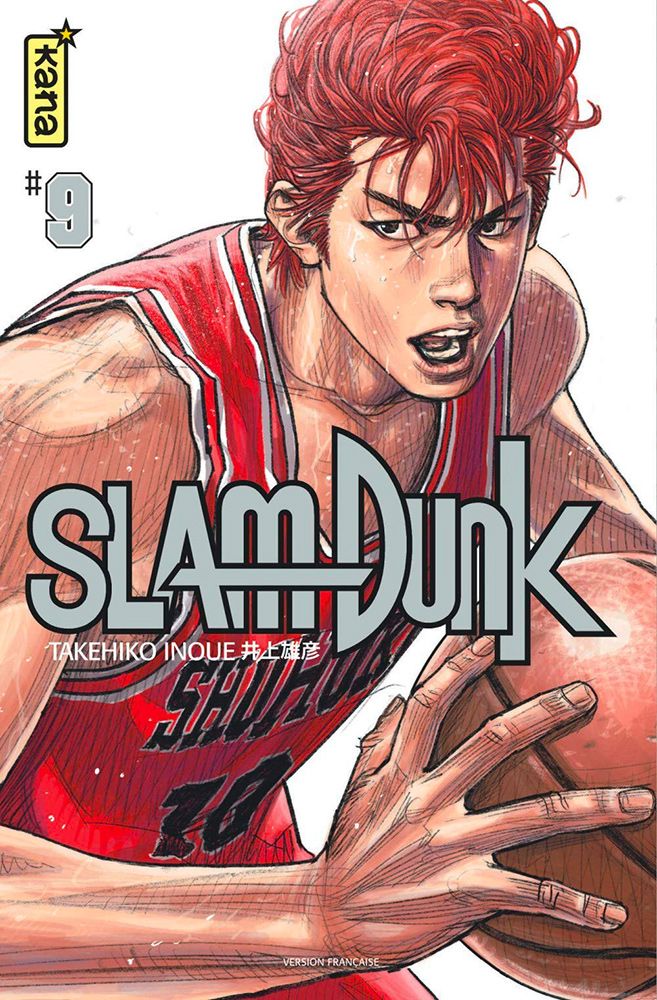 kana
#9
SLAM DUNK
TAKEHIKO INOUE 井上雄彦
SHOHOKU
10
VERSION FRANÇAISE